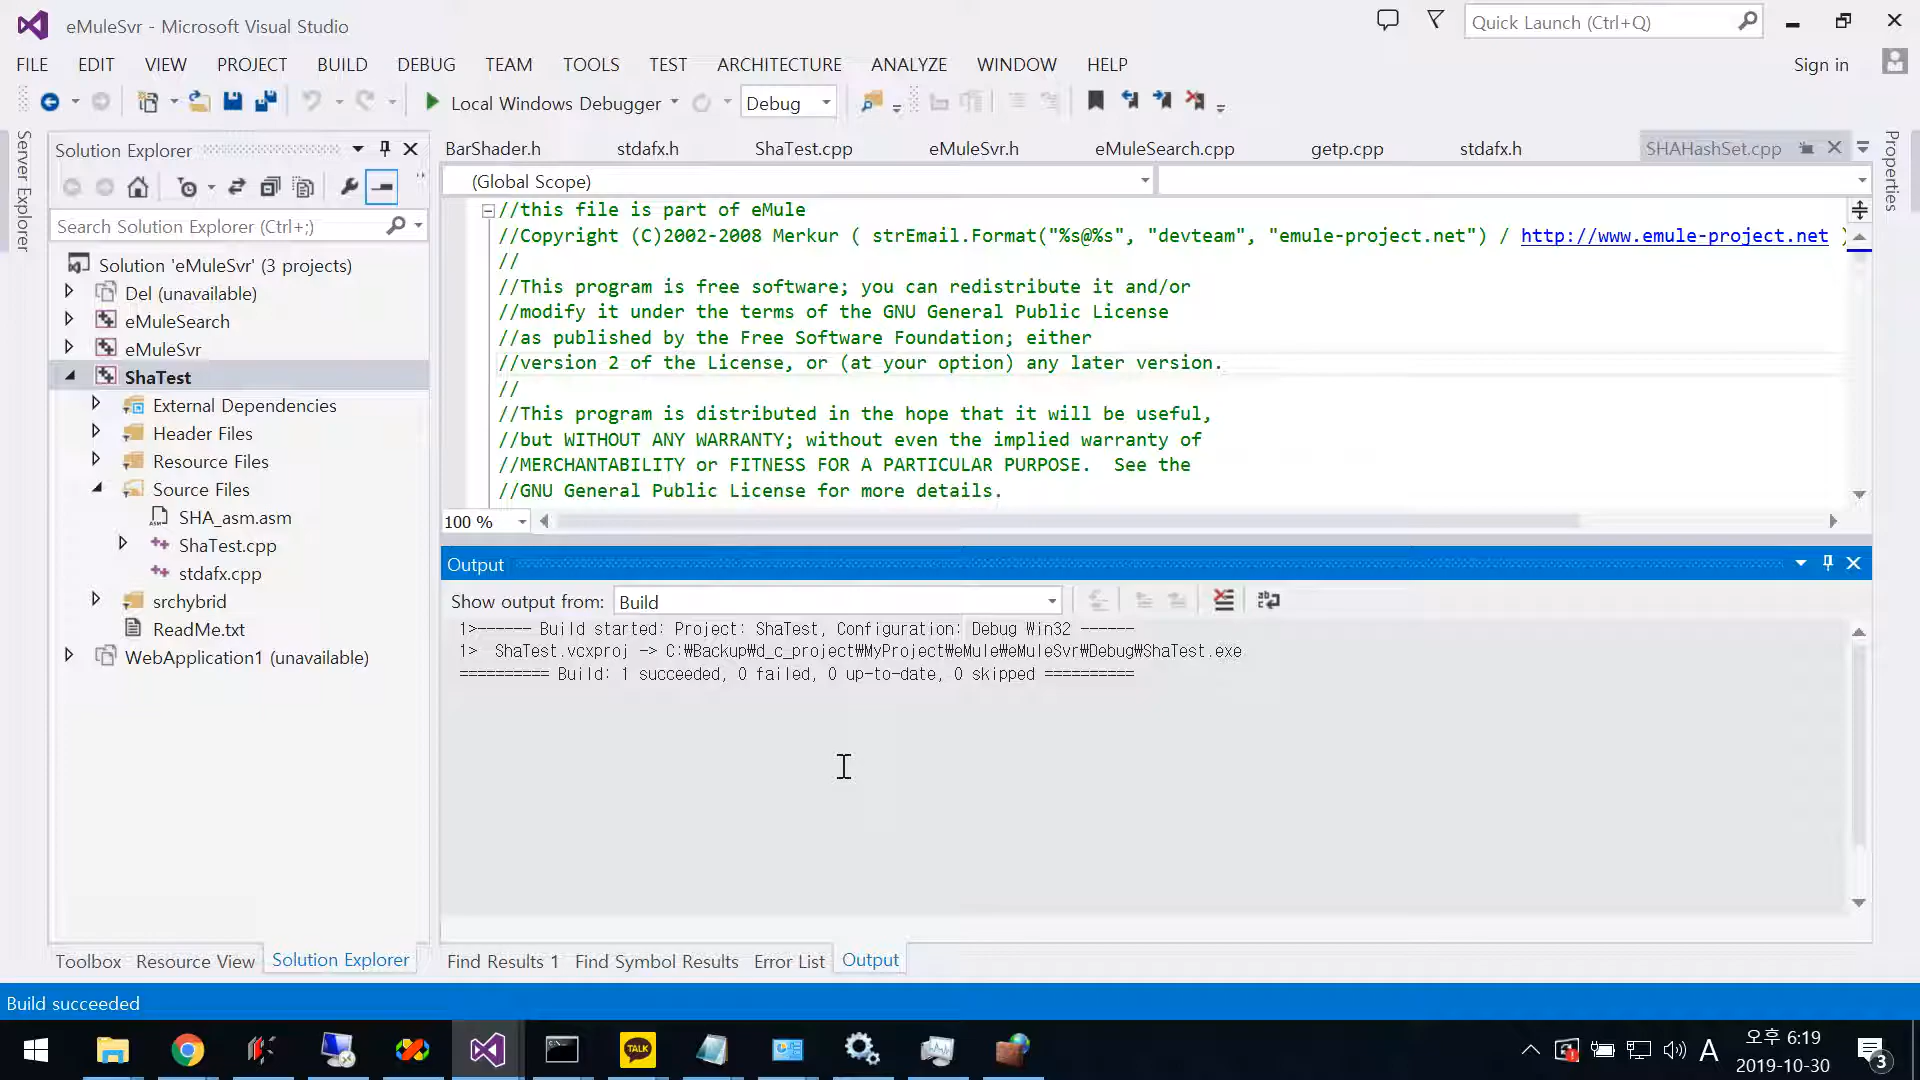 eMuleSvr - Microsoft Visual Studio
Quick Launch (Ctrl+Q)
FILE EDIT VIEW PROJECT BUILD DEBUG TEAM TOOLS TEST ARCHITECTURE ANALYZE WINDOW HELP
Sign in
Local Windows Debugger
Debug
Server Explorer
Solution Explorer
Search Solution Explorer (Ctrl+;)
Solution 'eMuleSvr' (3 projects)
Del (unavailable)
eMuleSearch
eMuleSvr
ShaTest
External Dependencies
Header Files
Resource Files
Source Files
SHA_asm.asm
ShaTest.cpp
stdafx.cpp
srchybrid
ReadMe.txt
WebApplication1 (unavailable)
Toolbox Resource View Solution Explorer
BarShader.h stdafx.h ShaTest.cpp eMuleSvr.h eMuleSearch.cpp getp.cpp stdafx.h SHAHashSet.cpp
Properties
(Global Scope)
//this file is part of eMule
//Copyright (C)2002-2008 Merkur ( strEmail.Format("%s@%s", "devteam", "emule-project.net") / http://www.emule-project.net )
//
//This program is free software; you can redistribute it and/or
//modify it under the terms of the GNU General Public License
//as published by the Free Software Foundation; either
//version 2 of the License, or (at your option) any later version.
//
//This program is distributed in the hope that it will be useful,
//but WITHOUT ANY WARRANTY; without even the implied warranty of
//MERCHANTABILITY or FITNESS FOR A PARTICULAR PURPOSE.  See the
//GNU General Public License for more details.
100 %
Output
Show output from: Build
1>------ Build started: Project: ShaTest, Configuration: Debug Win32 ------
1>  ShaTest.vcxproj -> C:₩Backup₩d_c_project₩MyProject₩eMule₩eMuleSvr₩Debug₩ShaTest.exe
========== Build: 1 succeeded, 0 failed, 0 up-to-date, 0 skipped ==========
Find Results 1 Find Symbol Results Error List Output
Build succeeded
TALK
A
오후 6:19
2019-10-30
3